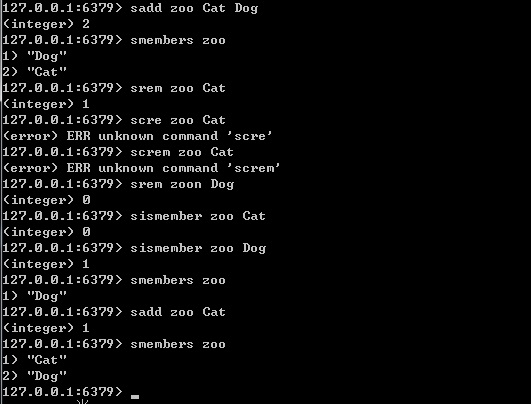 127.0.0.1:6379> sadd zoo Cat Dog
(integer) 2
127.0.0.1:6379> smembers zoo
1) "Dog"
2) "Cat"
127.0.0.1:6379> srem zoo Cat
(integer) 1
127.0.0.1:6379> scre zoo Cat
(error) ERR unknown command 'scre'
127.0.0.1:6379> screm zoo Cat
(error) ERR unknown command 'screm'
127.0.0.1:6379> srem zoon Dog
(integer) 0
127.0.0.1:6379> sismember zoo Cat
(integer) 0
127.0.0.1:6379> sismember zoo Dog
(integer) 1
127.0.0.1:6379> smembers zoo
1) "Dog"
127.0.0.1:6379> sadd zoo Cat
(integer) 1
127.0.0.1:6379> smembers zoo
1) "Cat"
2) "Dog"
127.0.0.1:6379>